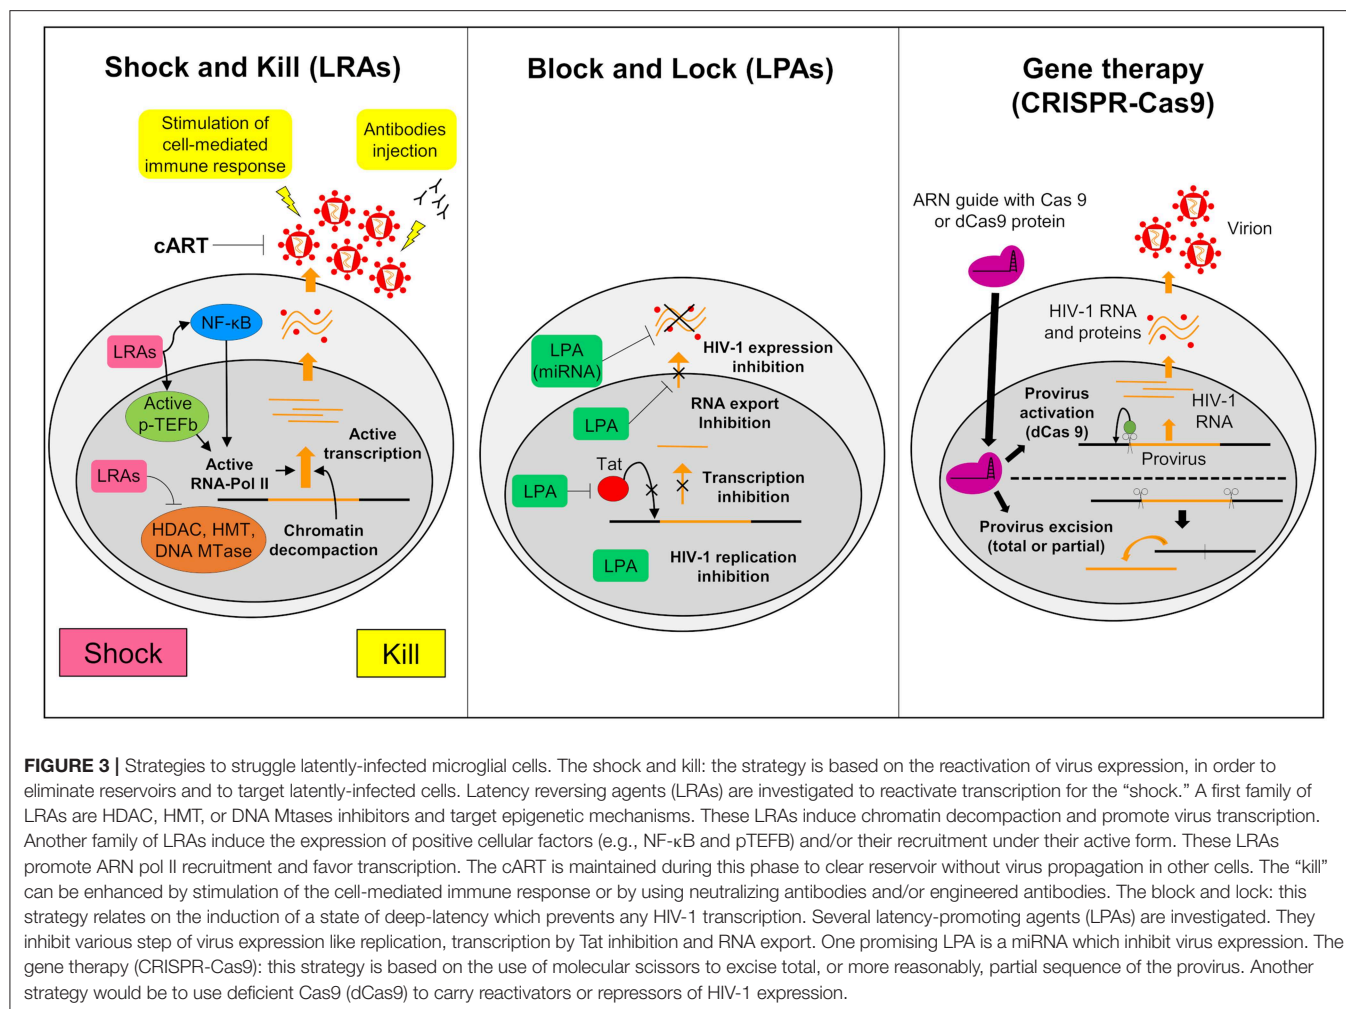 Shock and Kill (LRAs)
Stimulation of
cell-mediated
immune response
Antibodies
injection
cART
NF-κB
LRAs
Active
p-TEFb
Active
transcription
Active
RNA-Pol II
LRAs
HDAC, HMT,
DNA MTase
Chromatin
decompaction
Shock
Kill
Block and Lock (LPAs)
LPA
(miRNA)
HIV-1 expression
inhibition
LPA
RNA export
Inhibition
Tat
LPA
Transcription
inhibition
LPA
HIV-1 replication
inhibition
Gene therapy
(CRISPR-Cas9)
ARN guide with Cas 9
or dCas9 protein
Virion
HIV-1 RNA
and proteins
Provirus
activation
(dCas 9)
HIV-1
RNA
Provirus
Provirus excision
(total or partial)
FIGURE 3 | Strategies to struggle latently-infected microglial cells. The shock and kill: the strategy is based on the reactivation of virus expression, in order to
eliminate reservoirs and to target latently-infected cells. Latency reversing agents (LRAs) are investigated to reactivate transcription for the “shock.” A first family of
LRAs are HDAC, HMT, or DNA Mtases inhibitors and target epigenetic mechanisms. These LRAs induce chromatin decompaction and promote virus transcription.
Another family of LRAs induce the expression of positive cellular factors (e.g., NF-κB and pTEFB) and/or their recruitment under their active form. These LRAs
promote ARN pol II recruitment and favor transcription. The cART is maintained during this phase to clear reservoir without virus propagation in other cells. The “kill”
can be enhanced by stimulation of the cell-mediated immune response or by using neutralizing antibodies and/or engineered antibodies. The block and lock: this
strategy relates on the induction of a state of deep-latency which prevents any HIV-1 transcription. Several latency-promoting agents (LPAs) are investigated. They
inhibit various step of virus expression like replication, transcription by Tat inhibition and RNA export. One promising LPA is a miRNA which inhibit virus expression. The
gene therapy (CRISPR-Cas9): this strategy is based on the use of molecular scissors to excise total, or more reasonably, partial sequence of the provirus. Another
strategy would be to use deficient Cas9 (dCas9) to carry reactivators or repressors of HIV-1 expression.